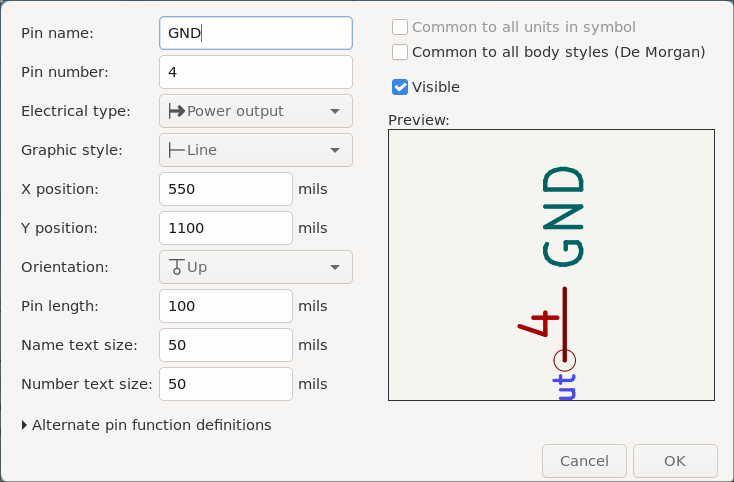 Pin name: GND
Pin number: 4
Electrical type: Power output
Graphic style: Line
X position: 550 mils
Y position: 1100 mils
Orientation: Up
Pin length: 100 mils
Name text size: 50 mils
Number text size: 50 mils
Alternate pin function definitions
Common to all units in symbol
Common to all body styles (De Morgan)
Visible
Preview:
GND
4
ut
Cancel OK